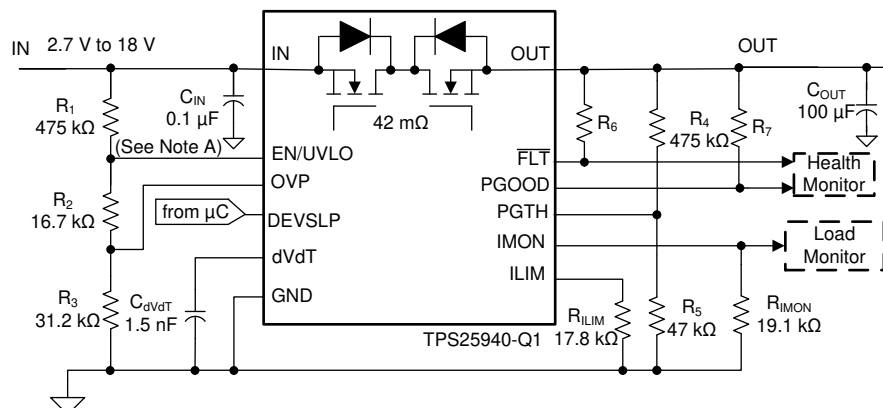 IN 2.7 V to 18 V
IN
OUT
OUT
42 mΩ
R1
475 kΩ
(See Note A)
CIN
0.1 µF
EN/UVLO
OVP
R2
16.7 kΩ
from µC
DEVSLP
dVdT
GND
R3
31.2 kΩ
CdVdT
1.5 nF
R6
R4
475 kΩ
R7
COUT
100 µF
FLT
PGOOD
PGTH
IMON
ILIM
Health
Monitor
Load
Monitor
RILIM
17.8 kΩ
R5
47 kΩ
RIMON
19.1 kΩ
TPS25940-Q1